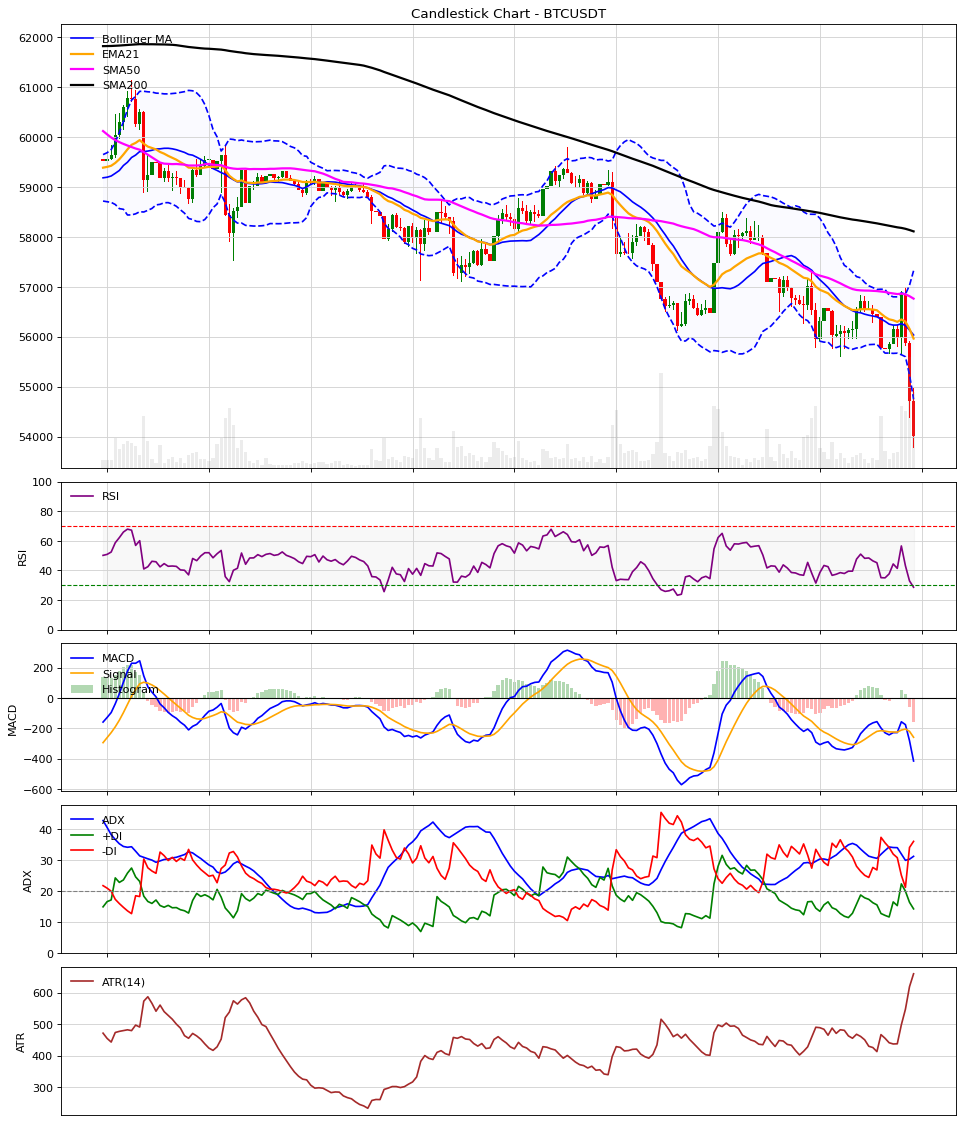 Candlestick Chart - BTCUSDT
62000
61000
60000
59000
58000
57000
56000
55000
54000
Bollinger MA
EMA21
SMA50
SMA200
100
80
60
40
20
0
RSI
RSI
200
0
−200
−400
−600
MACD
MACD
Signal
Histogram
40
30
20
10
0
ADX
ADX
+DI
-DI
600
500
400
300
ATR
ATR(14)